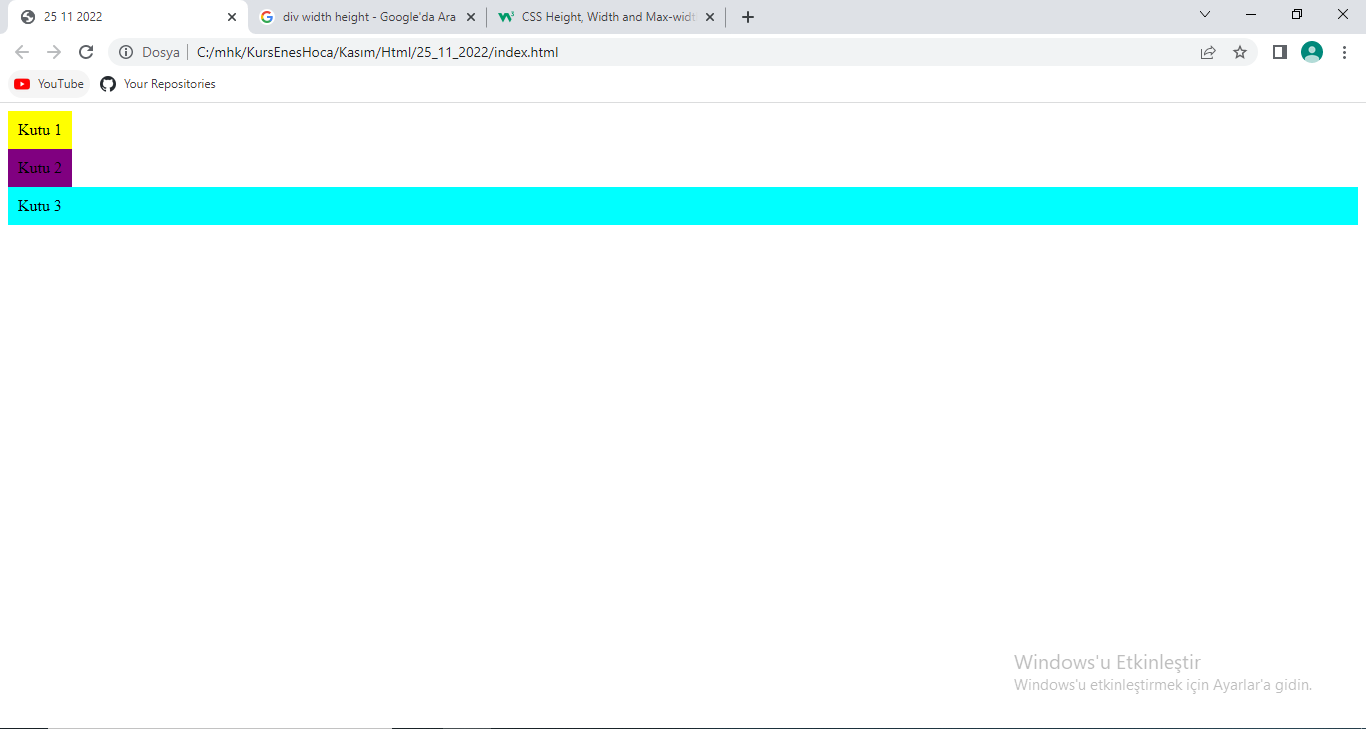 25 11 2022
div width height - Google'da Ara
CSS Height, Width and Max-widt
Dosya
C:/mhk/KursEnesHoca/Kasım/Html/25_11_2022/index.html
YouTube
Your Repositories
Kutu 1
Kutu 2
Kutu 3
Windows'u Etkinleştir
Windows'u etkinleştirmek için Ayarlar'a gidin.